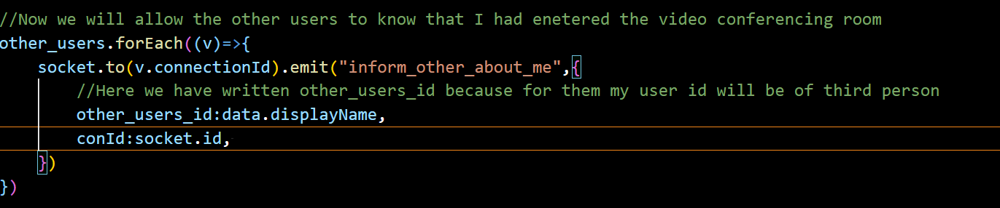 //Now we will allow the other users to know that I had enetered the video conferencing room
other_users.forEach((v)=>{
    socket.to(v.connectionId).emit("inform_other_about_me",{
        //Here we have written other_users_id because for them my user id will be of third person
        other_users_id:data.displayName,
        conId:socket.id,
    })
})